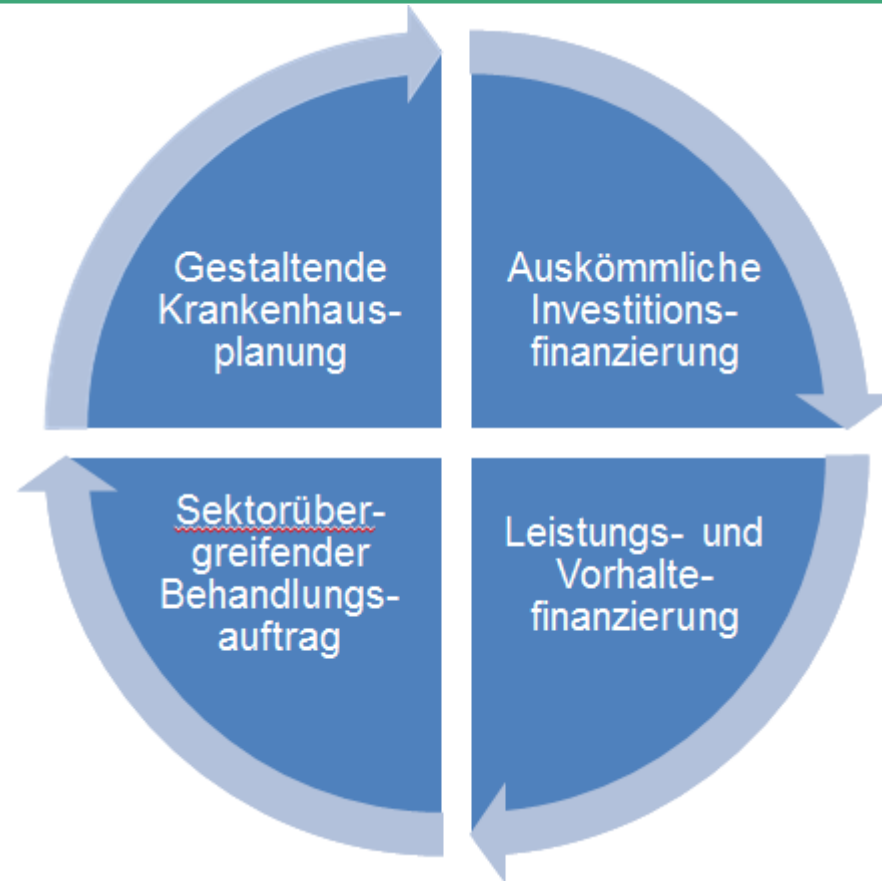 Gestaltende
Krankenhaus-
planung
Auskömmliche
Investitions-
finanzierung
Sektorüber-
greifender
Behandlungs-
auftrag
Leistungs- und
Vorhalte-
finanzierung